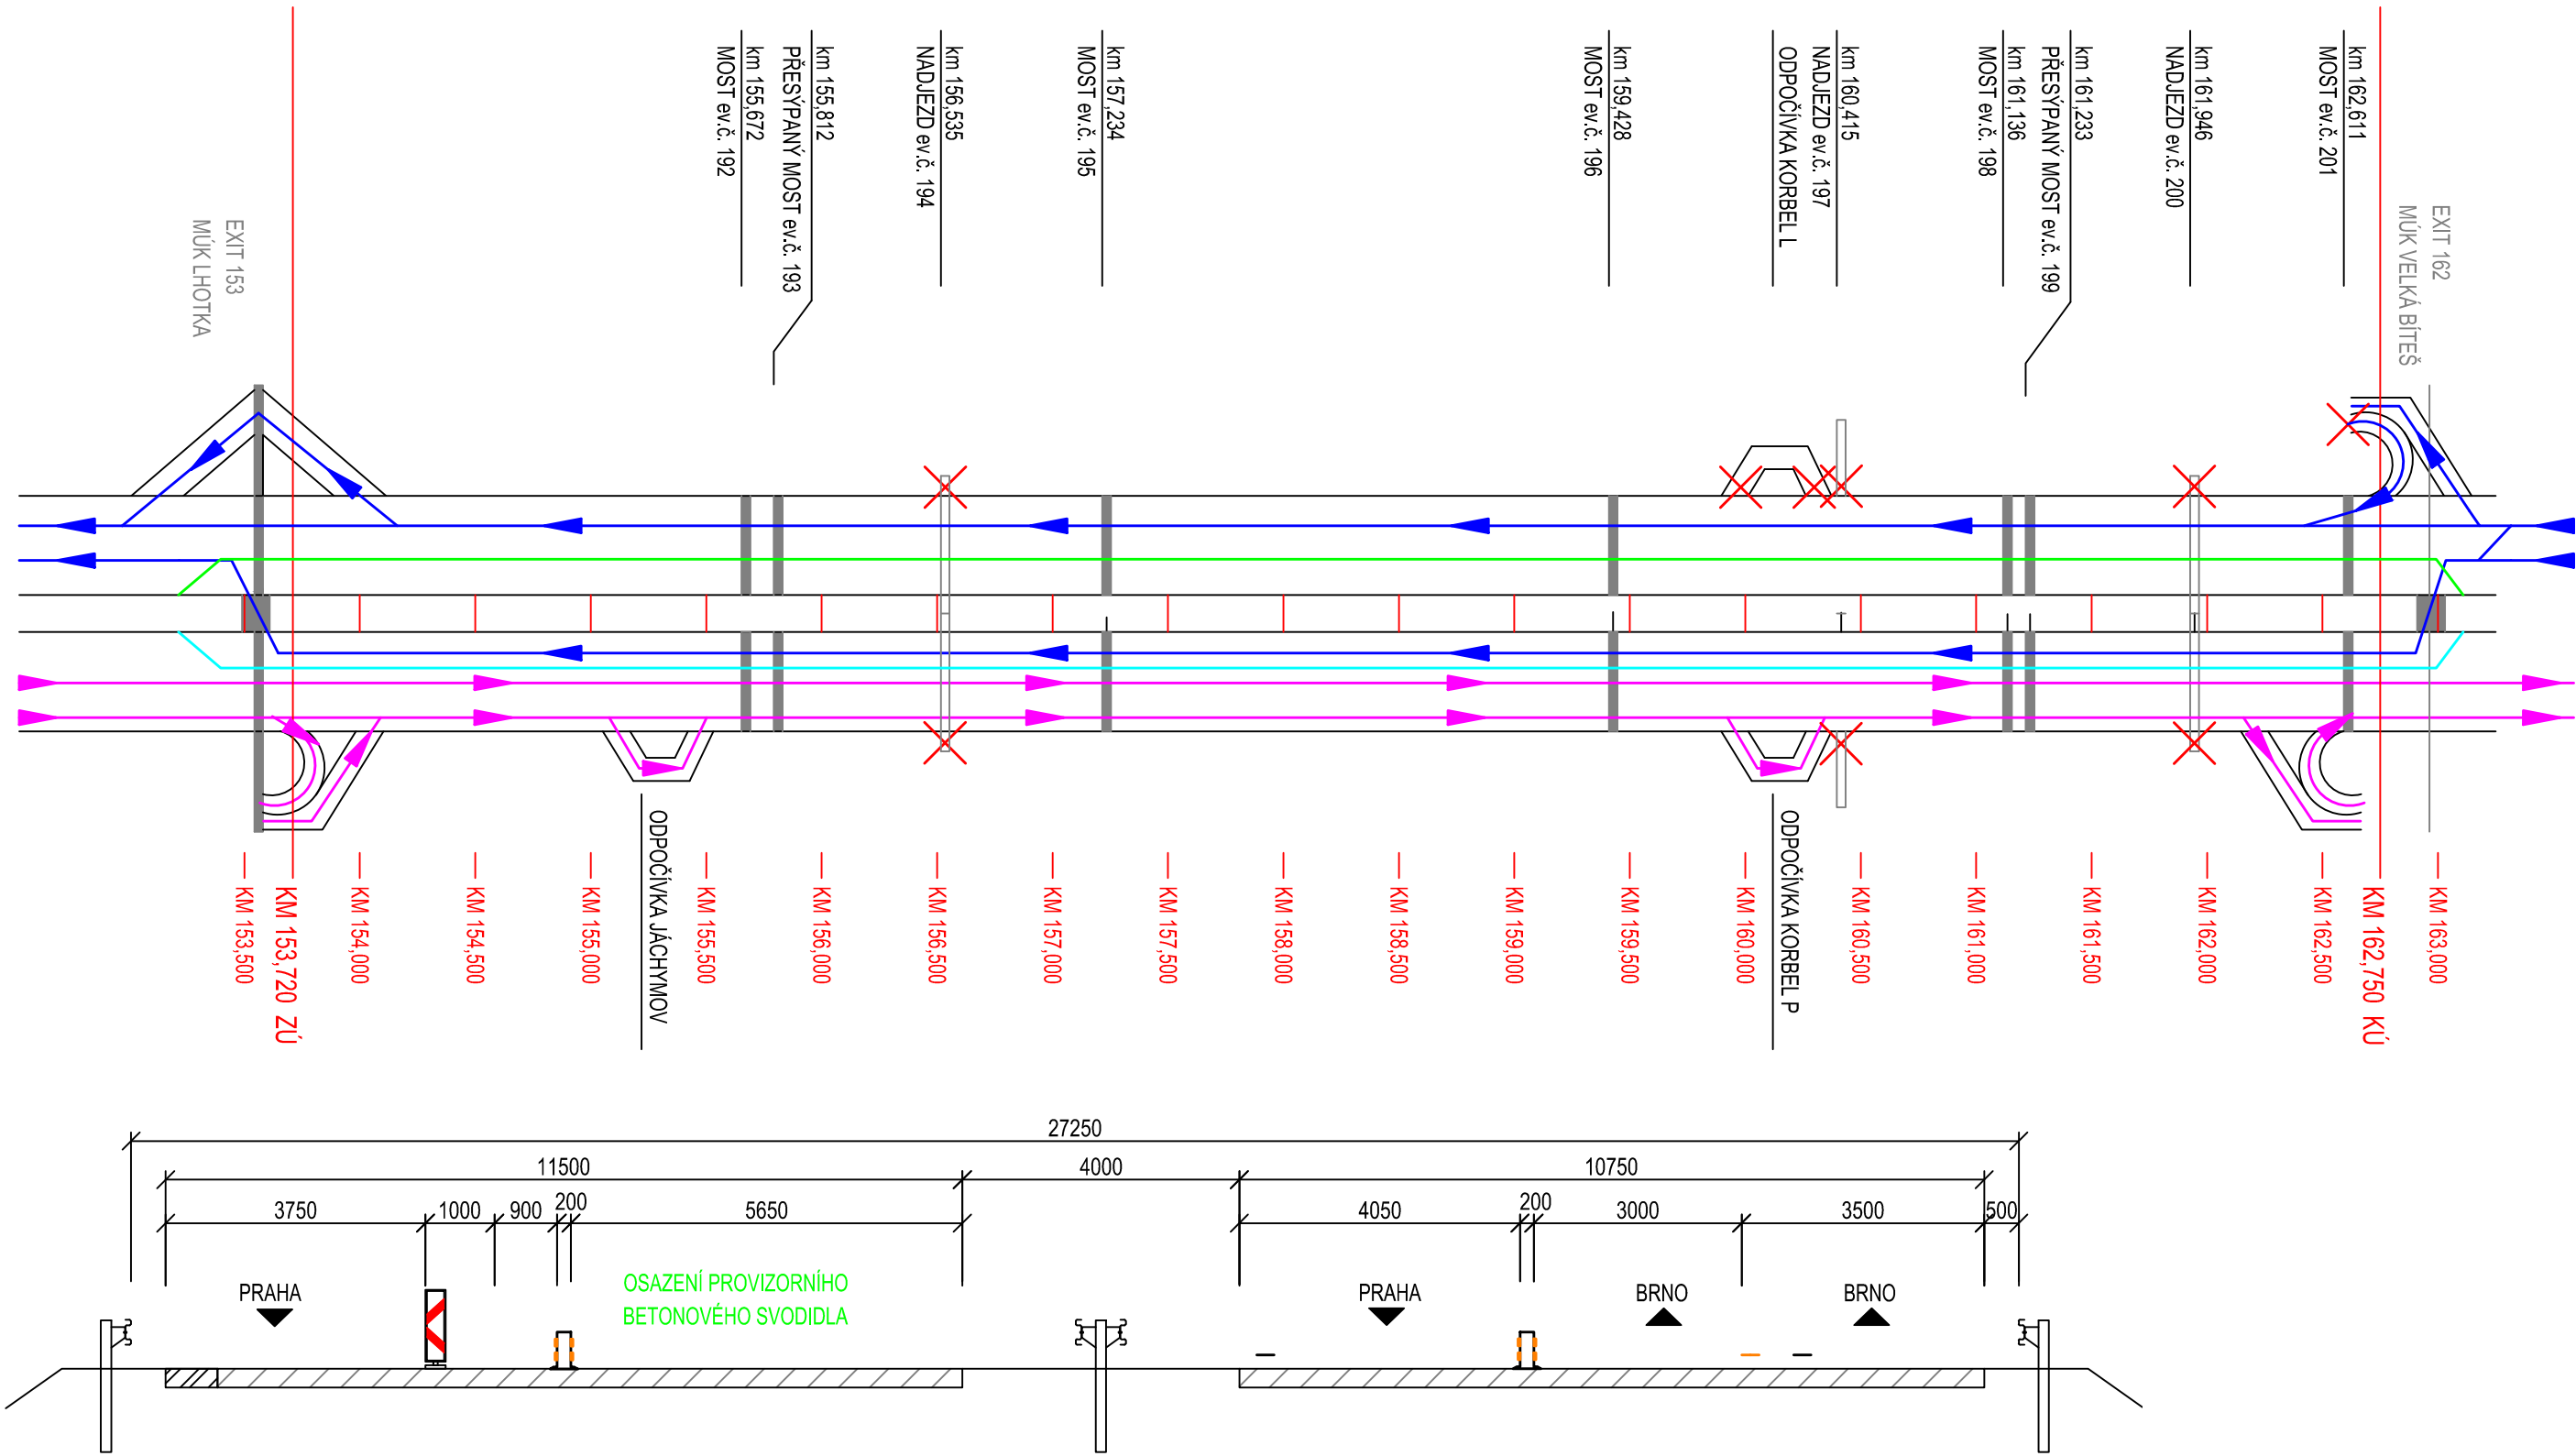 km 155,672
MOST ev.č. 192
km 155,812
PŘESÝPANÝ MOST ev.č. 193
km 156,535
NADJEZD ev.č. 194
km 157,234
MOST ev.č. 195
km 159,428
MOST ev.č. 196
ODPOČÍVKA KORBEL L
km 160,415
NADJEZD ev.č. 197
km 161,136
MOST ev.č. 198
km 161,233
PŘESÝPANÝ MOST ev.č. 199
km 161,946
NADJEZD ev.č. 200
km 162,611
MOST ev.č. 201
EXIT 153
MÚK LHOTKA
EXIT 162
MÚK VELKÁ BÍTEŠ
ODPOČÍVKA JÁCHYMOV
ODPOČÍVKA KORBEL P
KM 153,500
KM 153,720 ZÚ
KM 154,000
KM 154,500
KM 155,000
KM 155,500
KM 156,000
KM 156,500
KM 157,000
KM 157,500
KM 158,000
KM 158,500
KM 159,000
KM 159,500
KM 160,000
KM 160,500
KM 161,000
KM 161,500
KM 162,000
KM 162,500
KM 162,750 KÚ
KM 163,000
27250
11500 4000 10750
3750 1000 900 200 5650 4050 200 3000 3500 500
OSAZENÍ PROVIZORNÍHO
BETONOVÉHO SVODIDLA
PRAHA PRAHA BRNO BRNO